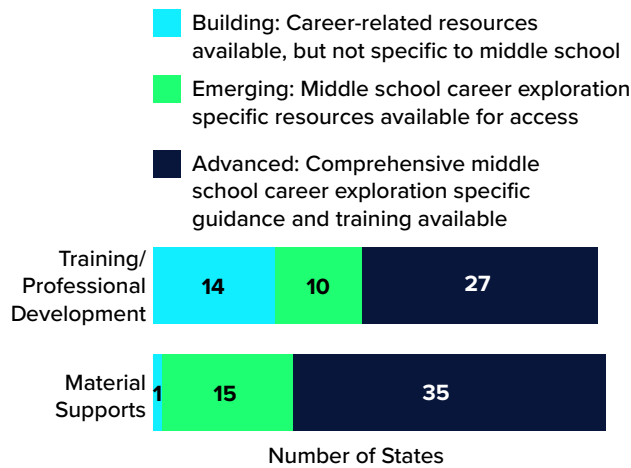 Building: Career-related resources
available, but not specific to middle school
Emerging: Middle school career exploration
specific resources available for access
Advanced: Comprehensive middle
school career exploration specific
guidance and training available
Training/
Professional
Development
14 10 27
Material
Supports
1 15 35
Number of States